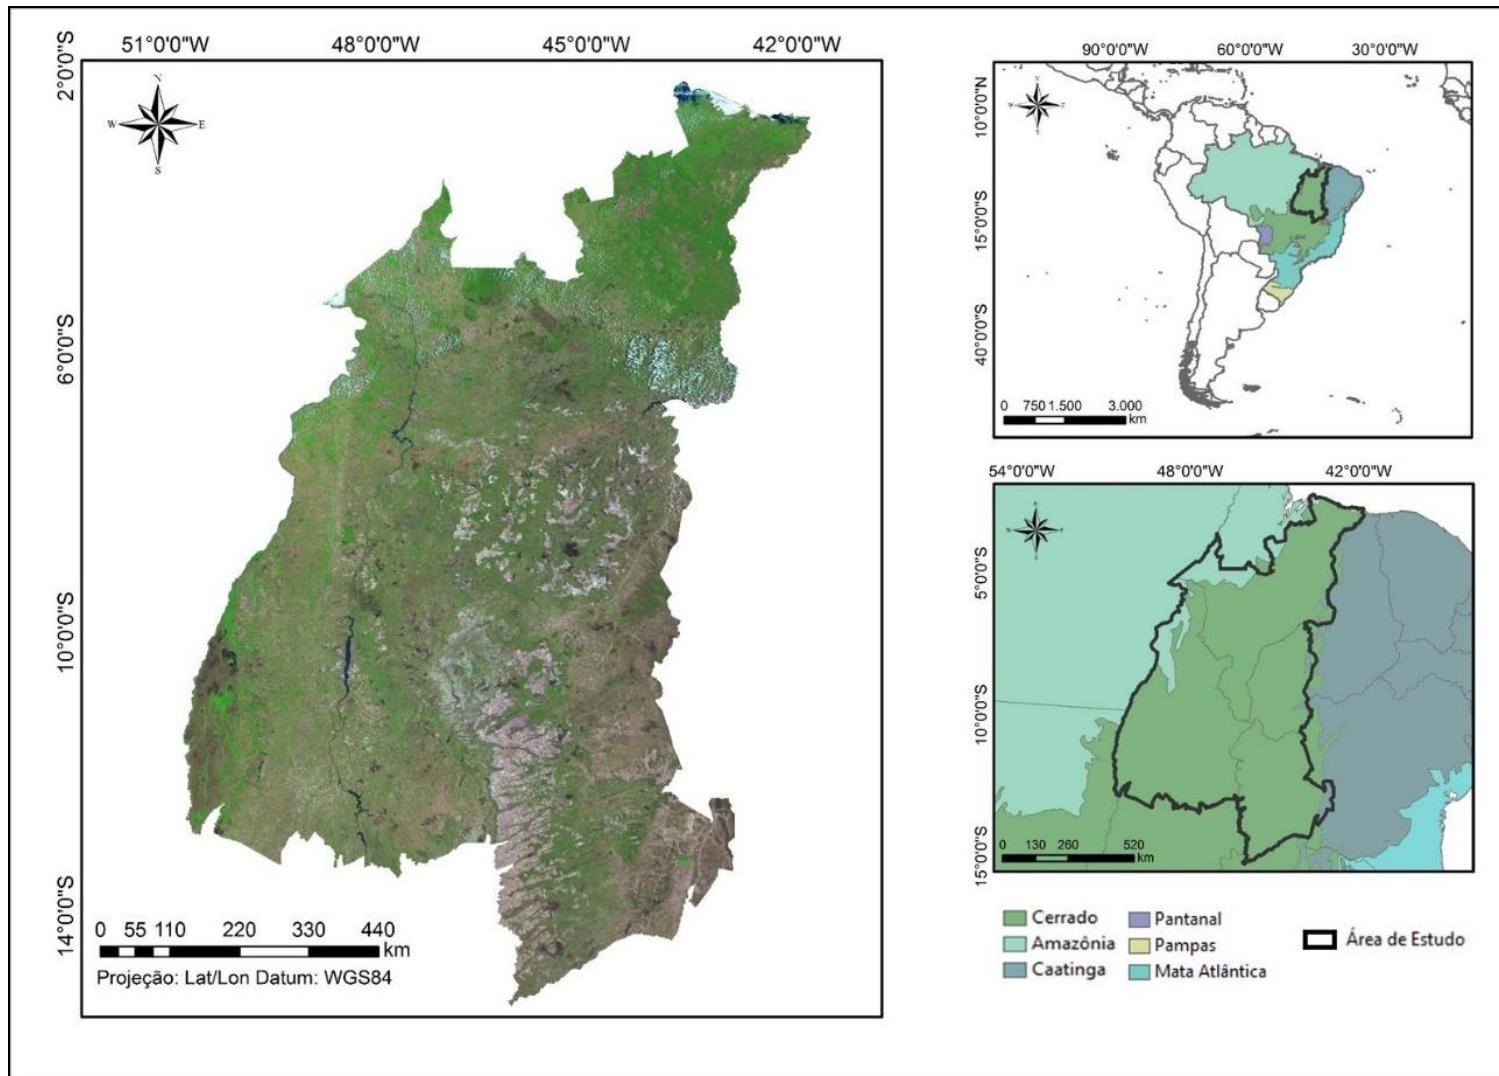 51°0'0"W 48°0'0"W 45°0'0"W 42°0'0"W
2°0'0"S
6°0'0"S
10°0'0"S
14°0'0"S
N
W E
S
0 55 110 220 330 440
km
Projeção: Lat/Lon Datum: WGS84
90°0'0"W 60°0'0"W 30°0'0"W
10°0'0"N
15°0'0"S
40°0'0"S
0 750 1.500 3.000
km
54°0'0"W 48°0'0"W 42°0'0"W
5°0'0"S
10°0'0"S
15°0'0"S
0 130 260 520
km
Cerrado
Amazônia
Caatinga
Pantanal
Pampas
Mata Atlântica
Área de Estudo